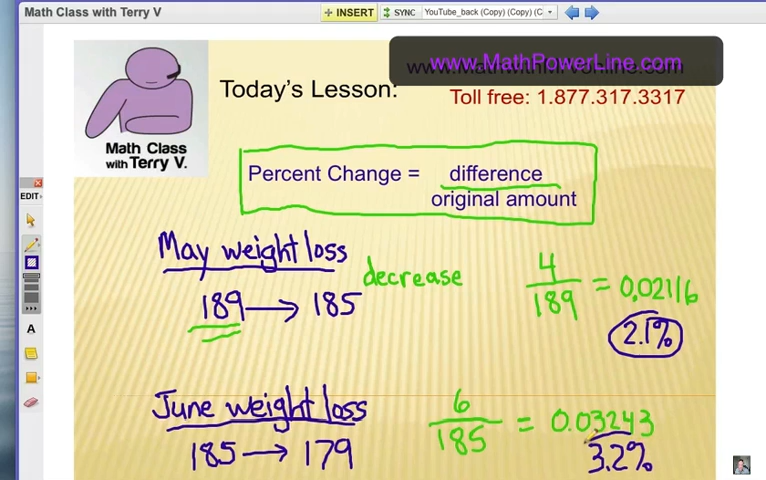 Math Class with Terry V
INSERT
SYNC
YouTube_back (Copy) (Copy) (C
www.MathPowerLine.com
Today's Lesson:
Toll free: 1.877.317.3317
Math Class
with Terry V.
EDIT
Percent Change = difference
original amount
May weight loss
decrease
189 → 185
4
189
= 0.02116
2.1%
A
June weight loss
185 → 179
6
185
= 0.03243
3.2%